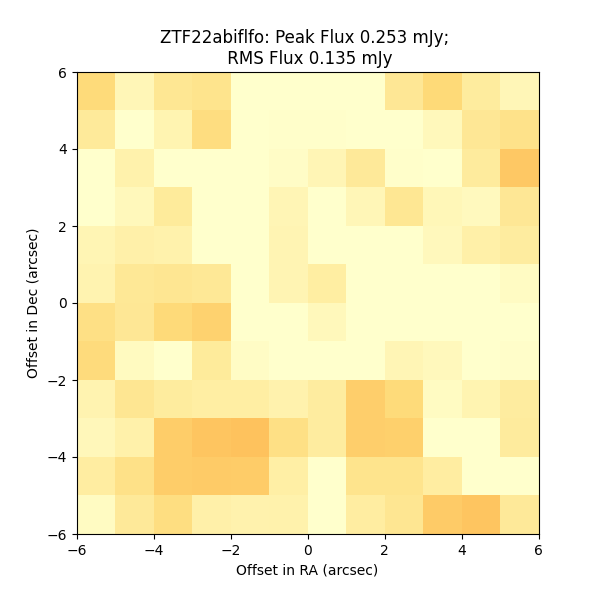 ZTF22abiflfo: Peak Flux 0.253 mJy;
RMS Flux 0.135 mJy
6
4
2
0
−2
−4
−6
Offset in Dec (arcsec)
−6 −4 −2 0 2 4 6
Offset in RA (arcsec)